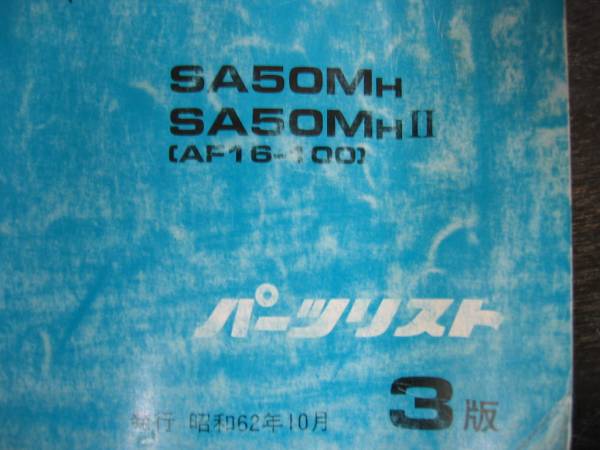 SA50MH
SA50MHII
(AF16-100)
パーツリスト
発行 昭和62年10月 3版